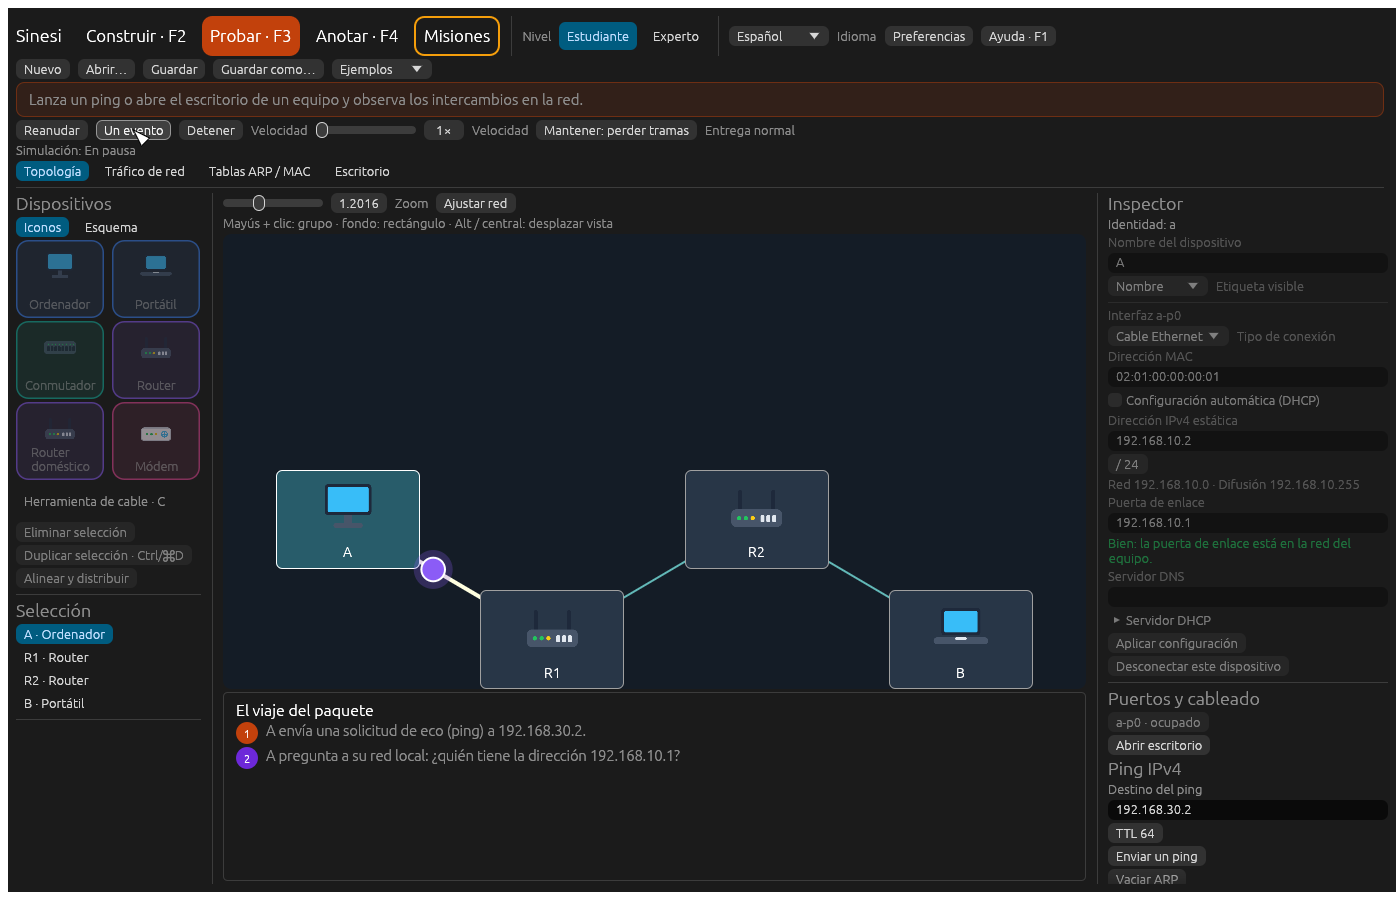 Sinesi Construir · F2 Probar · F3 Anotar · F4 Misiones Nivel Estudiante Experto Español Idioma Preferencias Ayuda · F1
Nuevo Abrir... Guardar Guardar como... Ejemplos
Lanza un ping o abre el escritorio de un equipo y observa los intercambios en la red.
Reanudar Un evento Detener Velocidad 1× Velocidad Mantener: perder tramas Entrega normal
Simulación: En pausa
Topología Tráfico de red Tablas ARP / MAC Escritorio
Dispositivos
Iconos Esquema
Ordenador Portátil
Conmutador Router
Router doméstico Módem
Herramienta de cable · C
Eliminar selección
Duplicar selección · Ctrl/⌘D
Alinear y distribuir
Selección
A · Ordenador
R1 · Router
R2 · Router
B · Portátil
1.2016 Zoom Ajustar red
Mayús + clic: grupo · fondo: rectángulo · Alt / central: desplazar vista
A
R2
R1
B
El viaje del paquete
1 A envía una solicitud de eco (ping) a 192.168.30.2.
2 A pregunta a su red local: ¿quién tiene la dirección 192.168.10.1?
Inspector
Identidad: a
Nombre del dispositivo
A
Nombre Etiqueta visible
Interfaz a-p0
Cable Ethernet Tipo de conexión
Dirección MAC
02:01:00:00:00:01
Configuración automática (DHCP)
Dirección IPv4 estática
192.168.10.2
/ 24
Red 192.168.10.0 · Difusión 192.168.10.255
Puerta de enlace
192.168.10.1
Bien: la puerta de enlace está en la red del
equipo.
Servidor DNS
Servidor DHCP
Aplicar configuración
Desconectar este dispositivo
Puertos y cableado
a-p0 · ocupado
Abrir escritorio
Ping IPv4
Destino del ping
192.168.30.2
TTL 64
Enviar un ping
Vaciar ARP